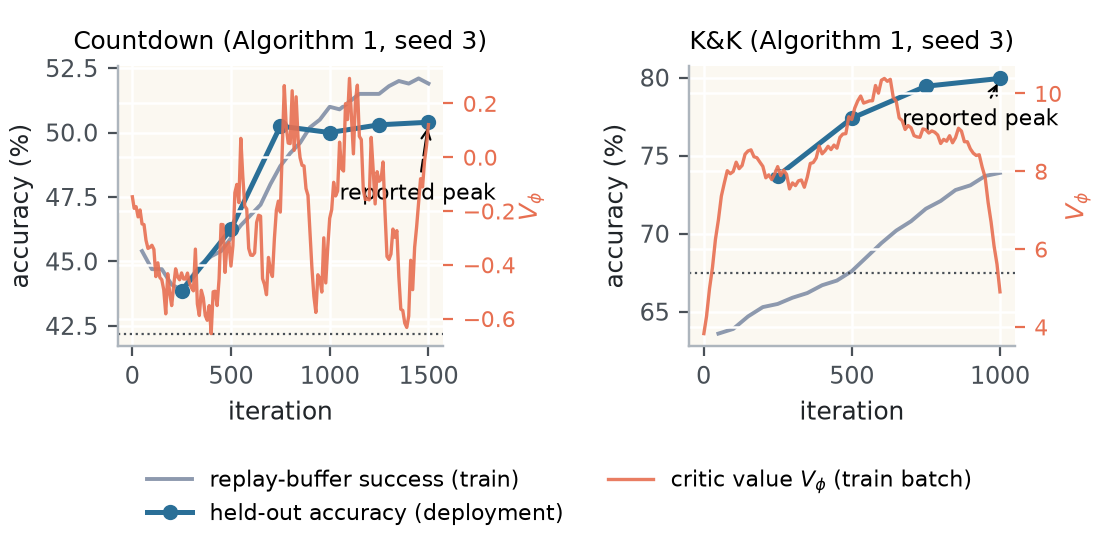 Countdown (Algorithm 1, seed 3)
52.5
50.0
47.5
45.0
42.5
accuracy (%)
0.2
0.0
−0.2
−0.4
−0.6
Vϕ
reported peak
0
500
1000
1500
iteration
K&K (Algorithm 1, seed 3)
80
75
70
65
accuracy (%)
10
8
6
4
Vϕ
reported peak
0
500
1000
iteration
replay-buffer success (train)
held-out accuracy (deployment)
critic value Vϕ (train batch)